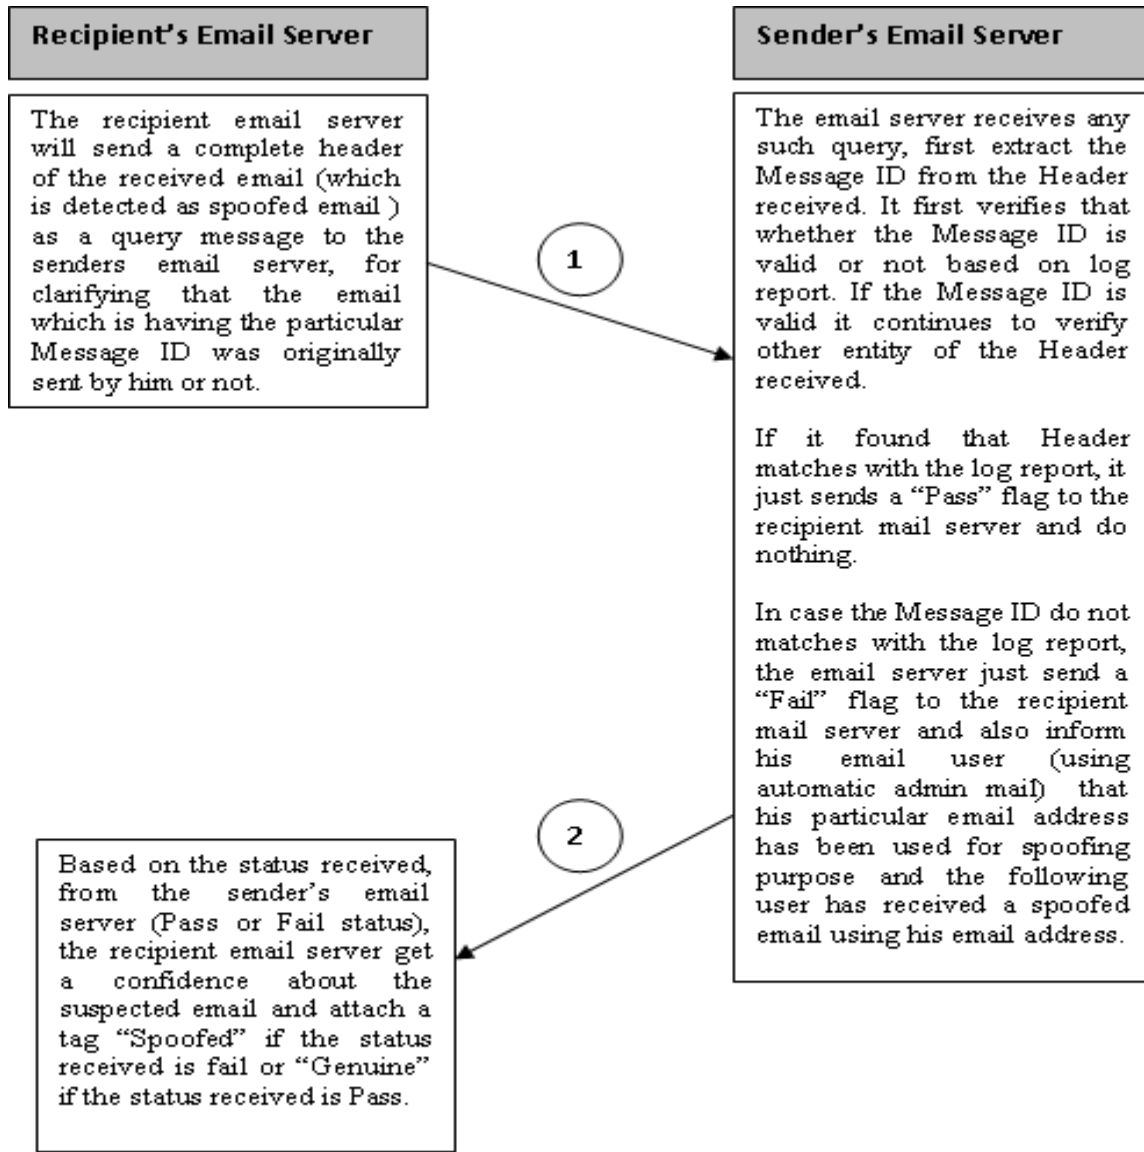 Recipient's Email Server
The recipient email server
will send a complete header
of the received email (which
is detected as spoofed email )
as a query message to the
senders email server, for
clarifying that the email
which is having the particular
Message ID was originally
sent by him or not.
1
Sender's Email Server
The email server receives any
such query, first extract the
Message ID from the Header
received. It first verifies that
whether the Message ID is
valid or not based on log
report. If the Message ID is
valid it continues to verify
other entity of the Header
received.
If it found that Header
matches with the log report, it
just sends a “Pass” flag to the
recipient mail server and do
nothing.
In case the Message ID do not
matches with the log report,
the email server just send a
“Fail” flag to the recipient
mail server and also inform
his email user (using
automatic admin mail) that
his particular email address
has been used for spoofing
purpose and the following
user has received a spoofed
email using his email address.
2
Based on the status received,
from the sender's email
server (Pass or Fail status),
the recipient email server get
a confidence about the
suspected email and attach a
tag “Spoofed” if the status
received is fail or “Genuine”
if the status received is Pass.